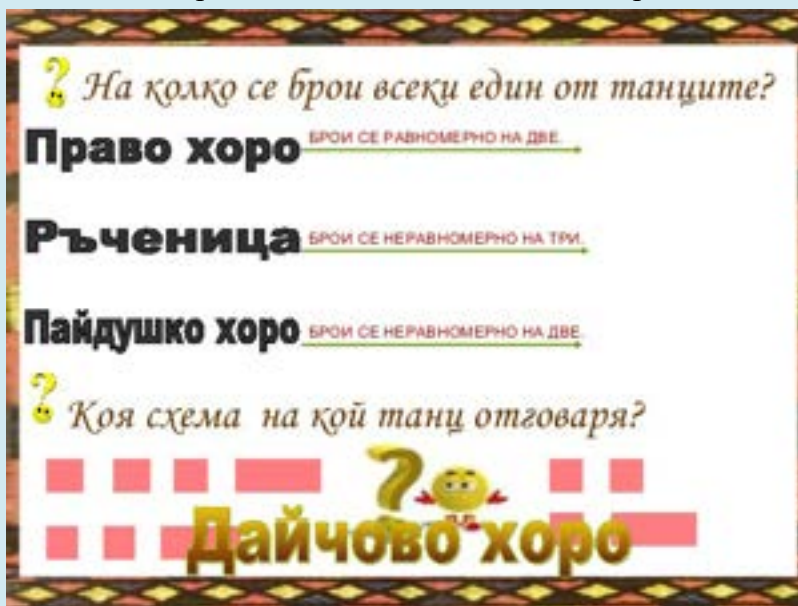 На колко се брои всеки един от танците?
Право хоро БРОИ СЕ РАВНОМЕРНО НА ДВЕ.
Ръченица БРОИ СЕ НЕРАВНОМЕРНО НА ТРИ.
Пайдушко хоро БРОИ СЕ НЕРАВНОМЕРНО НА ДВЕ.
Коя схема на кой танц отговаря?
Дайчово хоро